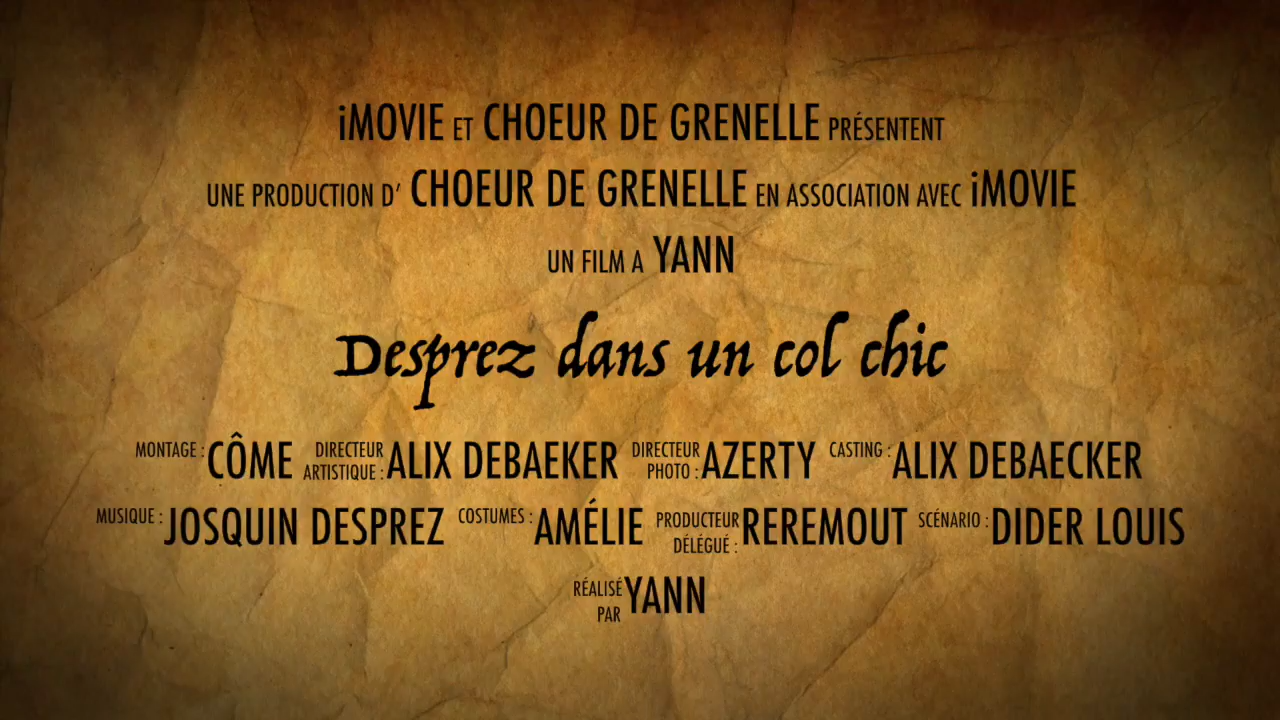 iMOVIE ET CHOEUR DE GRENELLE PRÉSENTENT
UNE PRODUCTION D' CHOEUR DE GRENELLE EN ASSOCIATION AVEC iMOVIE
UN FILM A YANN
Desprez dans un col chic
MONTAGE : CÔME DIRECTEUR ARTISTIQUE : ALIX DEBAEKER DIRECTEUR PHOTO : AZERTY CASTING : ALIX DEBAECKER
MUSIQUE : JOSQUIN DESPREZ COSTUMES : AMÉLIE PRODUCTEUR DÉLÉGUÉ : REREMOUT SCÉNARIO : DIDER LOUIS
RÉALISÉ PAR YANN